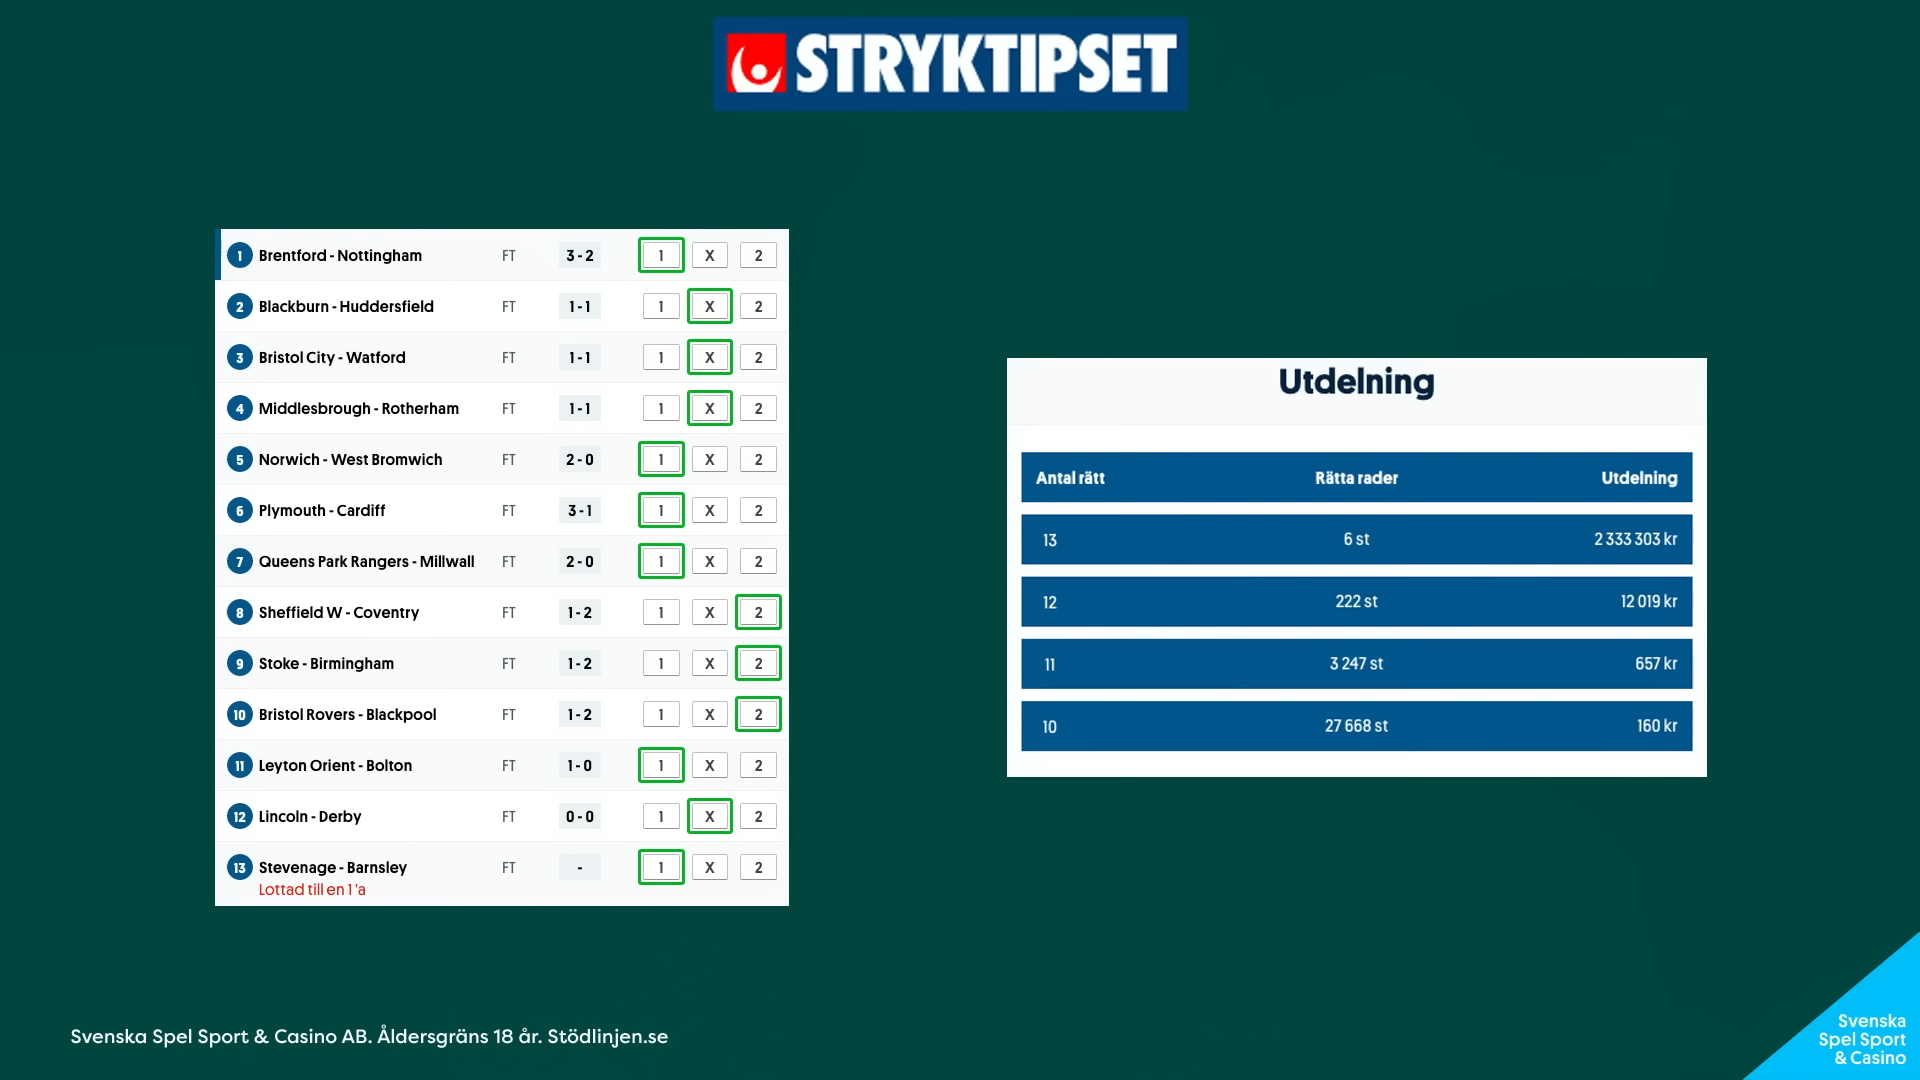 STRYKTIPSET
1 Brentford - Nottingham FT 3 - 2 1 X 2
2 Blackburn - Huddersfield FT 1 - 1 1 X 2
3 Bristol City - Watford FT 1 - 1 1 X 2
4 Middlesbrough - Rotherham FT 1 - 1 1 X 2
5 Norwich - West Bromwich FT 2 - 0 1 X 2
6 Plymouth - Cardiff FT 3 - 1 1 X 2
7 Queens Park Rangers - Millwall FT 2 - 0 1 X 2
8 Sheffield W - Coventry FT 1 - 2 1 X 2
9 Stoke - Birmingham FT 1 - 2 1 X 2
10 Bristol Rovers - Blackpool FT 1 - 2 1 X 2
11 Leyton Orient - Bolton FT 1 - 0 1 X 2
12 Lincoln - Derby FT 0 - 0 1 X 2
13 Stevenage - Barnsley FT - 1 X 2
Lottad till en 1 'a
Utdelning
Antal rätt Rätta rader Utdelning
13 6 st 2 333 303 kr
12 222 st 12 019 kr
11 3 247 st 657 kr
10 27 668 st 160 kr
Svenska Spel Sport & Casino AB. Åldersgräns 18 år. Stödlinjen.se
Svenska
Spel Sport
& Casino